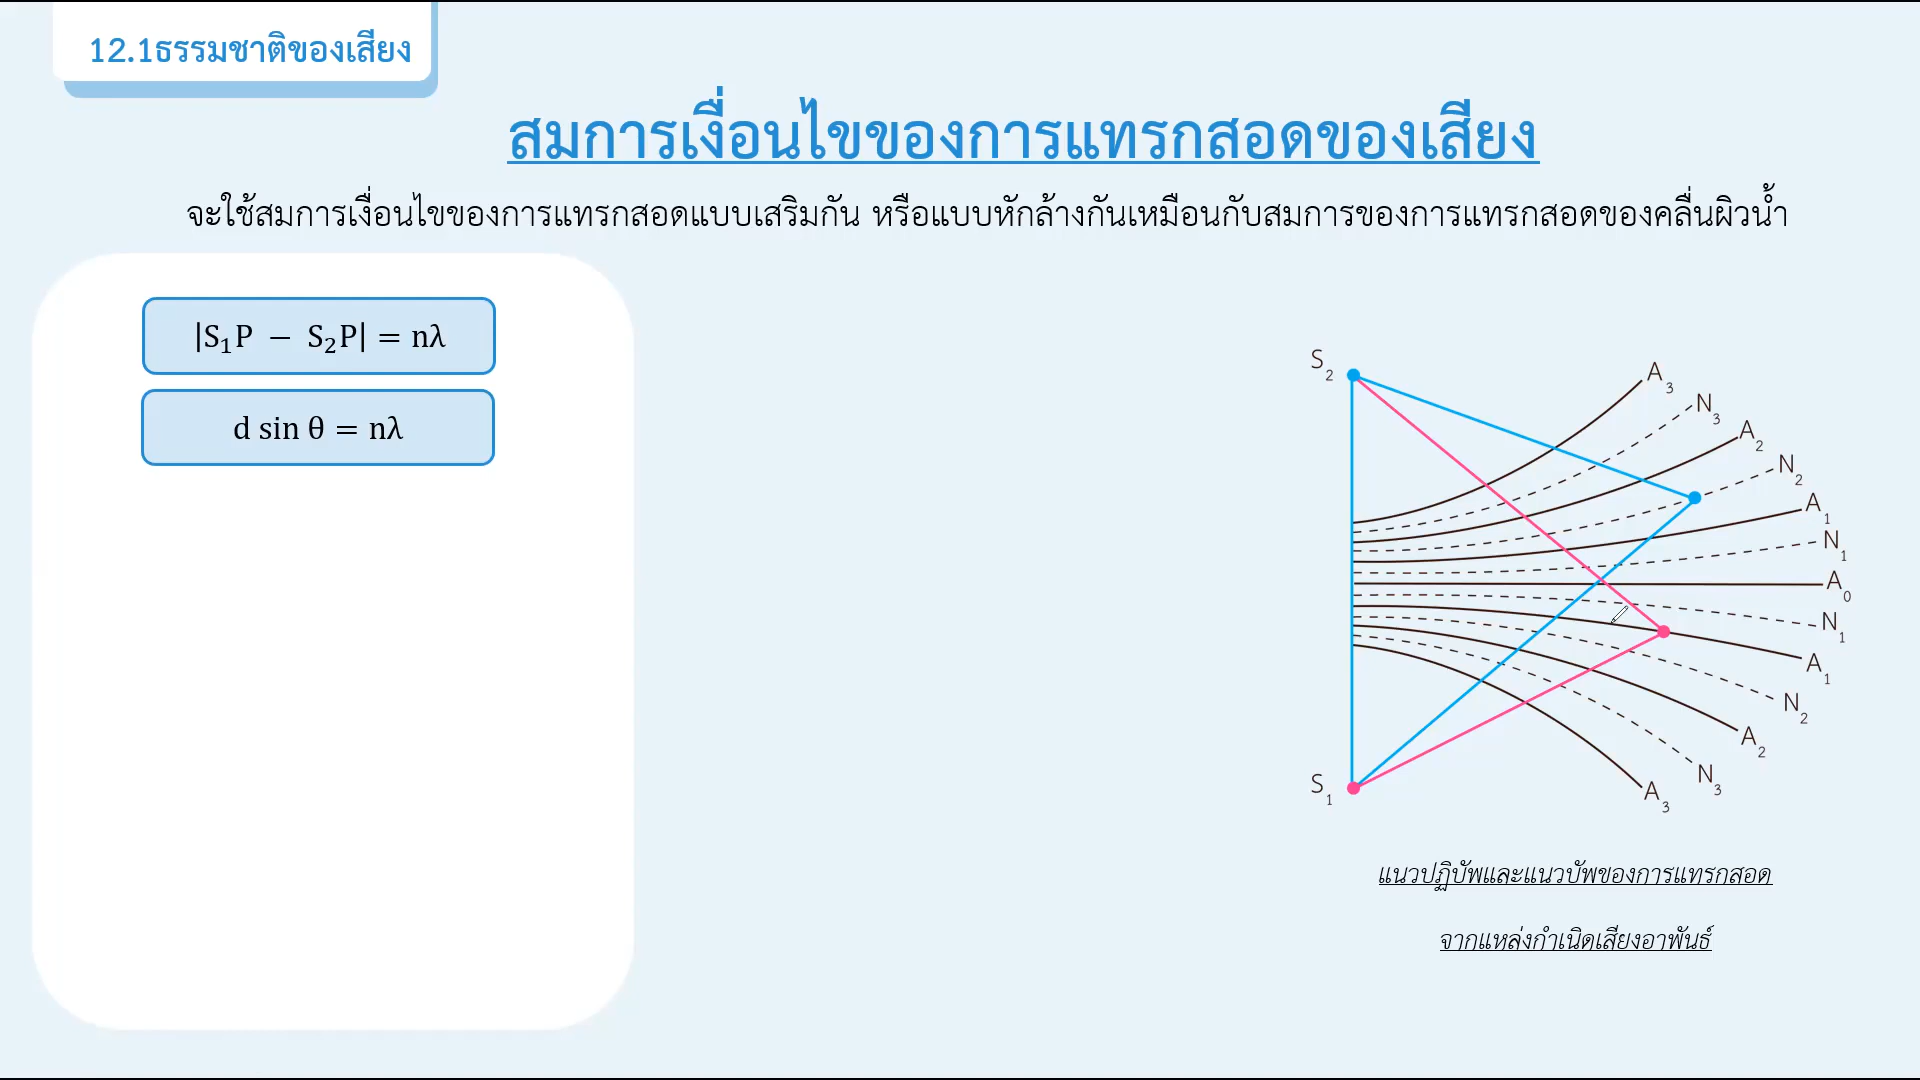 12.1ธรรมชาติของเสียง
สมการเงื่อนไขของการแทรกสอดของเสียง
จะใช้สมการเงื่อนไขของการแทรกสอดแบบเสริมกัน หรือแบบหักล้างกันเหมือนกับสมการของการแทรกสอดของคลื่นผิวน้ำ
|S₁P − S₂P| = nλ
d sin θ = nλ
S₂
A₃
N₃
A₂
N₂
A₁
N₁
A₀
N₁
A₁
N₂
A₂
N₃
A₃
S₁
แนวปฏิบัพและแนวบัพของการแทรกสอด
จากแหล่งกำเนิดเสียงอาพันธ์